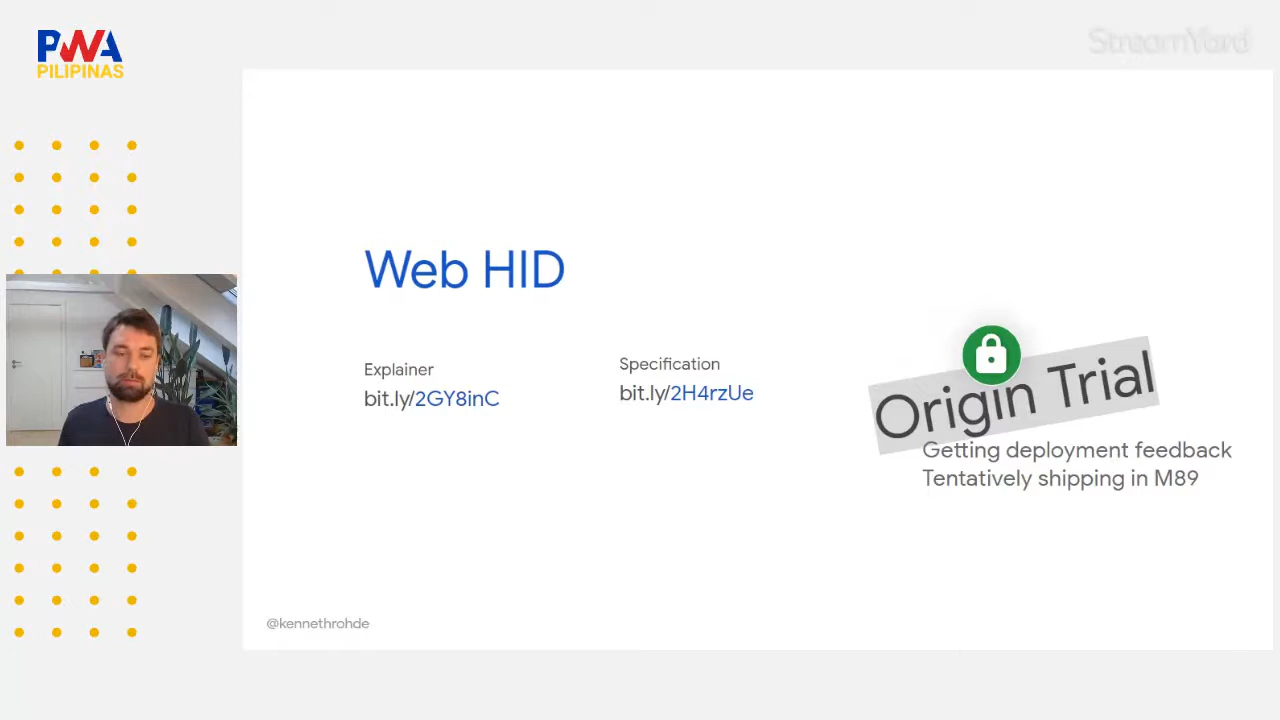 PWA
PILIPINAS
StreamYard
Web HID
Explainer
bit.ly/2GY8inC
Specification
bit.ly/2H4rzUe
Origin Trial
Getting deployment feedback
Tentatively shipping in M89
@kennethrohde